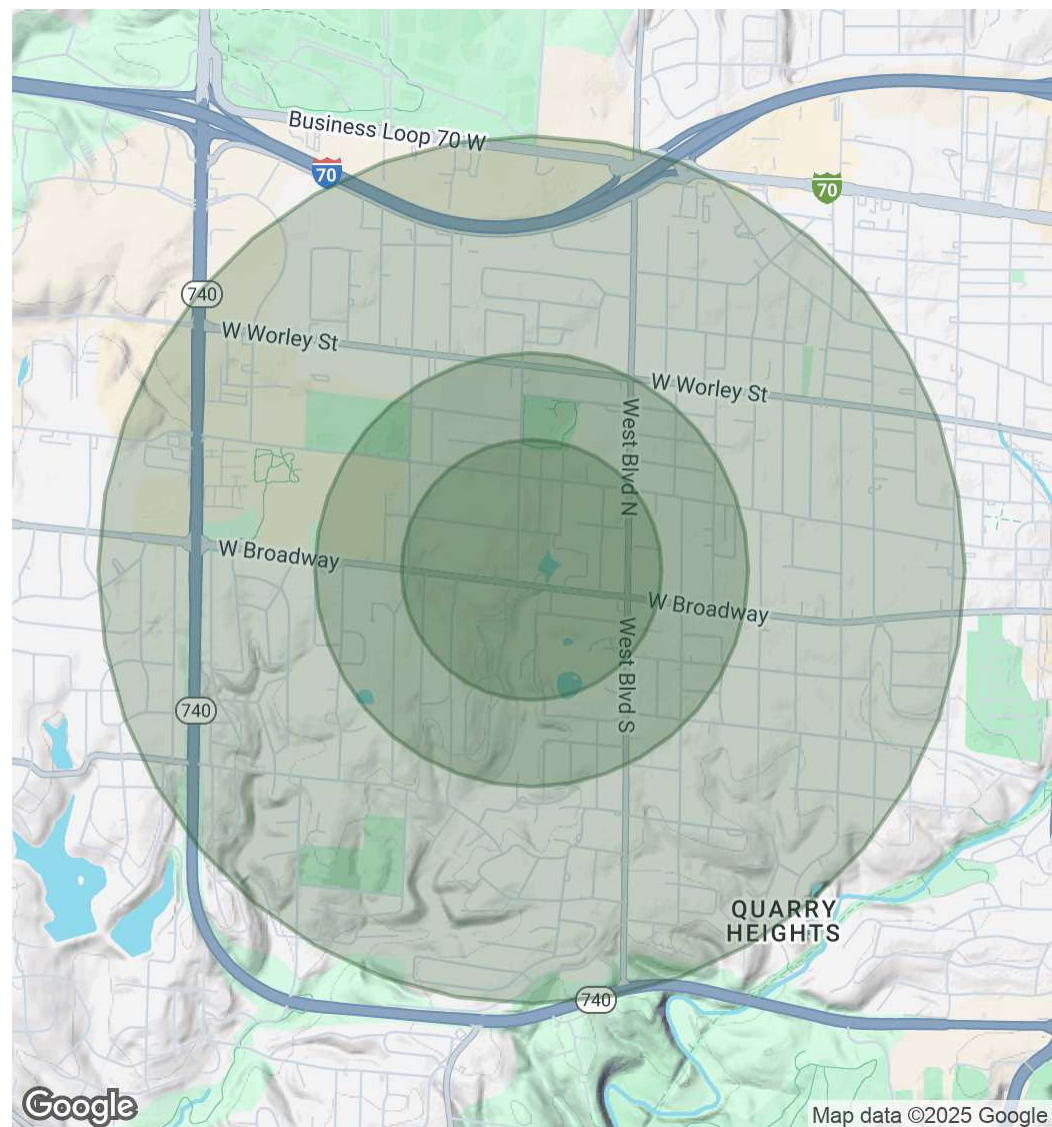 Business Loop 70 W
70
70
740
W Worley St
W Worley St
West Blvd N
W Broadway
W Broadway
West Blvd S
740
QUARRY
HEIGHTS
740
Google
Map data ©2025 Google